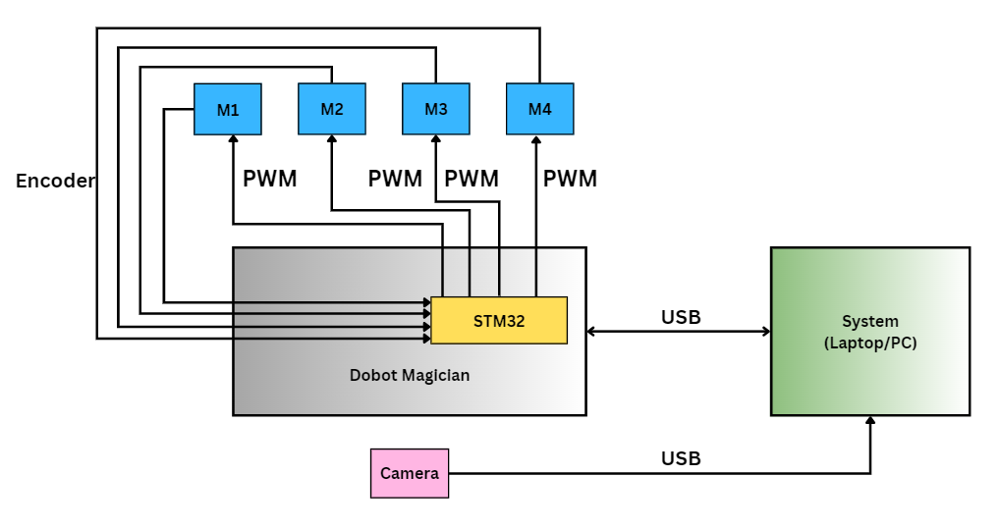 M1
M2
M3
M4
Encoder
PWM
PWM
PWM
PWM
STM32
USB
System
(Laptop/PC)
Dobot Magician
USB
Camera